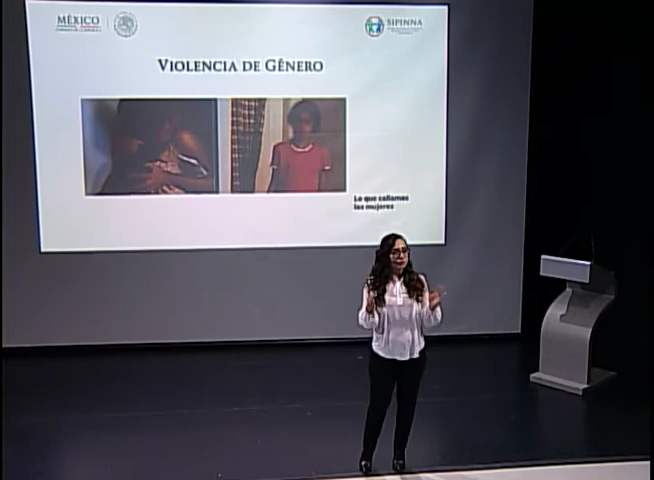 MÉXICO
SIPINNA
VIOLENCIA DE GÉNERO
Lo que callamos
las mujeres